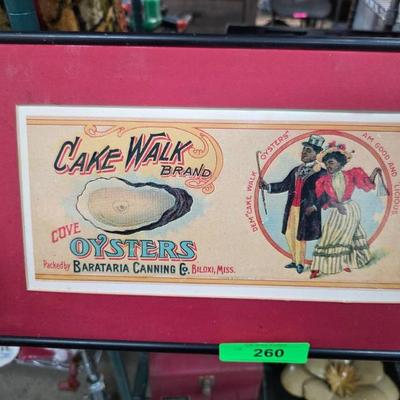 CAKE WALK
BRAND
COVE
OYSTERS
Packed by BARATARIA CANNING CO. BILOXI, MISS.
DEM "CAKE WALK OYSTERS" AM GOOD AND LICIOUS
260